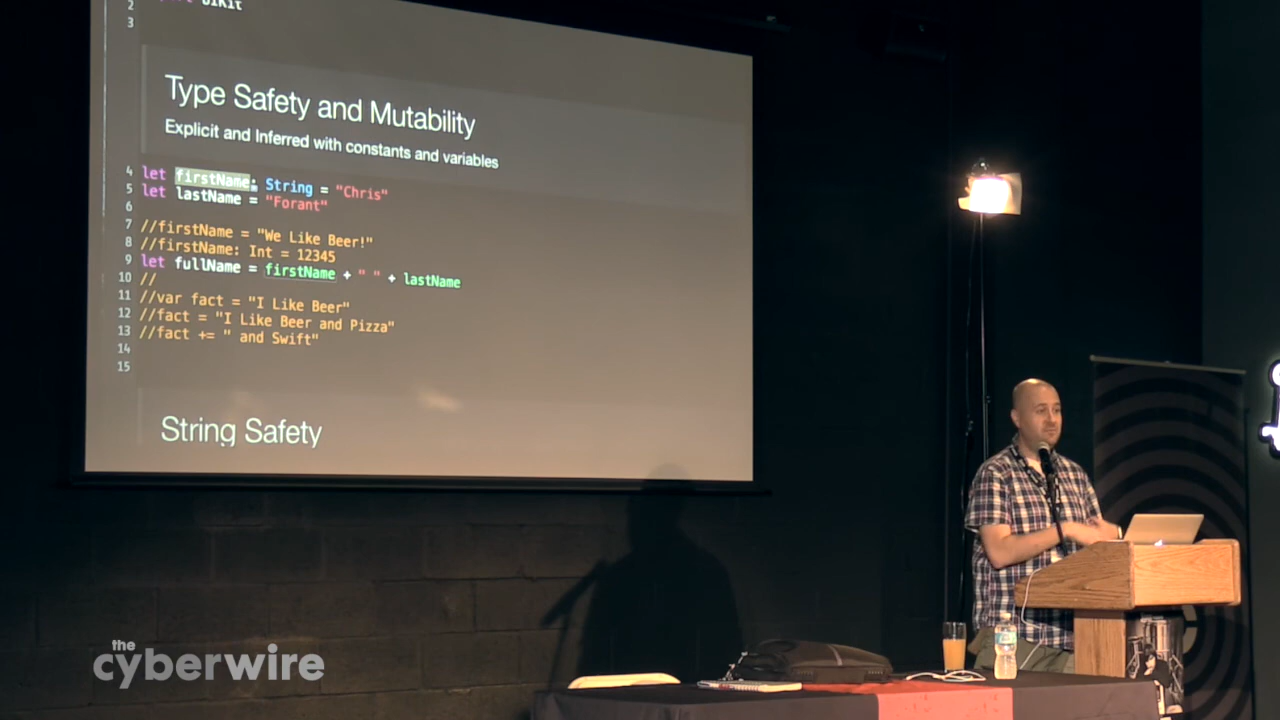 2
UIKit
3
Type Safety and Mutability
Explicit and Inferred with constants and variables
4 let firstName: String = "Chris"
5 let lastName = "Forant"
6
7 //firstName = "We Like Beer!"
8 //firstName: Int = 12345
9 let fullName = firstName + " " + lastName
10 //
11 //var fact = "I Like Beer"
12 //fact = "I Like Beer and Pizza"
13 //fact += " and Swift"
14
15
String Safety
the
cyberwire